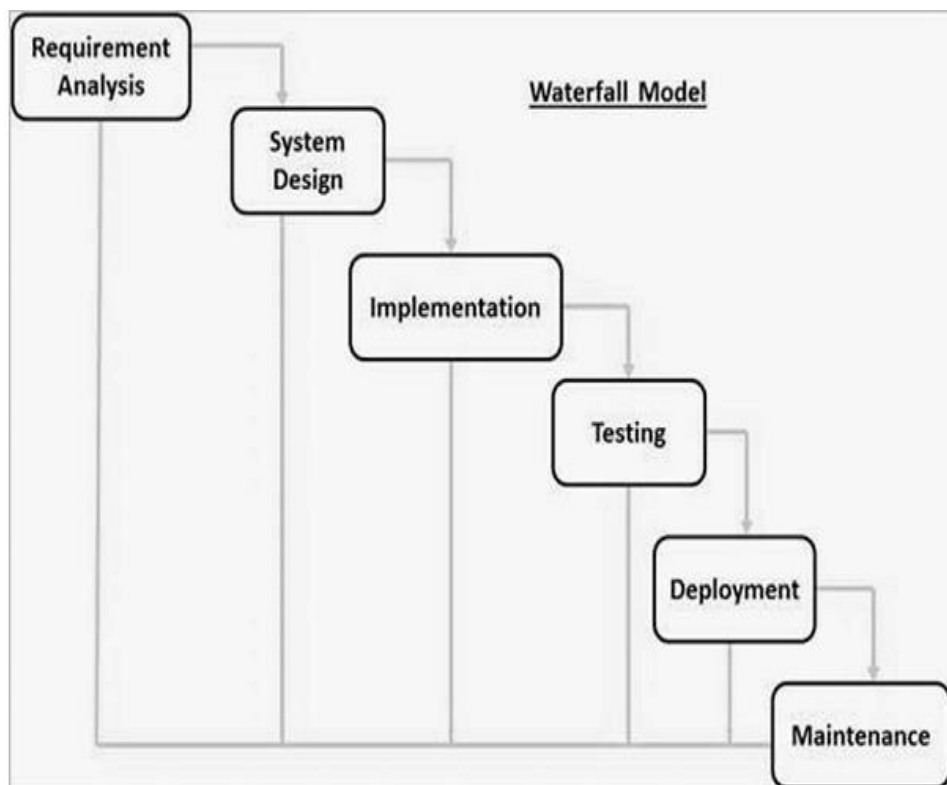 Requirement
Analysis
Waterfall Model
System
Design
Implementation
Testing
Deployment
Maintenance